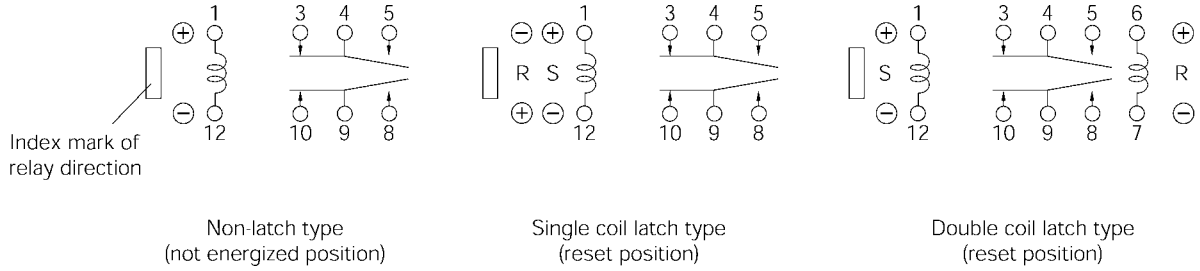 1 3 4 5 1 3 4 5 1 3 4 5 6
+ − + + +
R S S R
− + − − −
12 10 9 8 12 10 9 8 12 10 9 8 7
Index mark of
relay direction
Non-latch type
(not energized position)
Single coil latch type
(reset position)
Double coil latch type
(reset position)